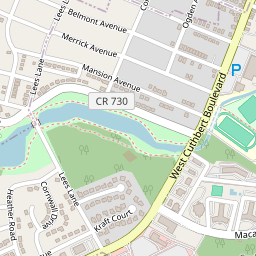 Lees Lane
Belmont Avenue
Ogden A
Merrick Avenue
Lees Lane
Mansion Avenue
P
CR 730
West Cuthbert Boulevard
Lees Lane
Cornwall Drive
Heather Road
Kraft Court
Maca